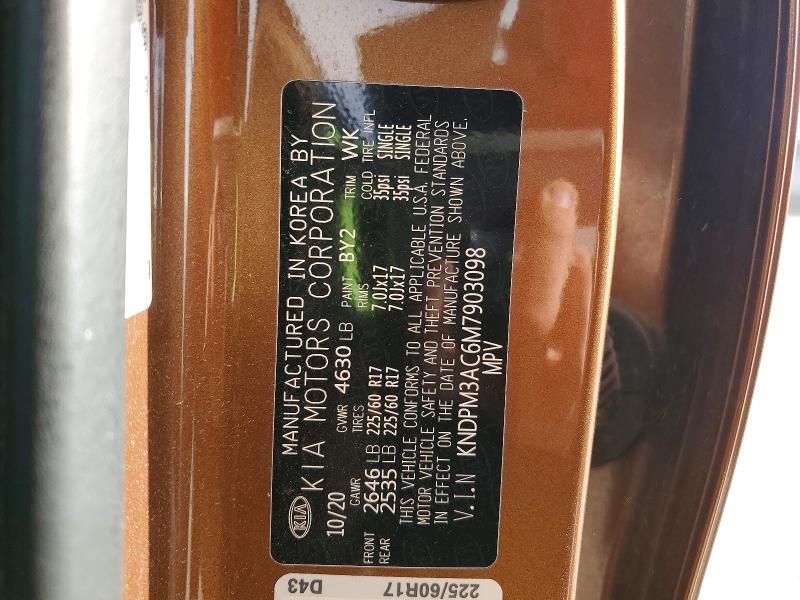 KIA
MANUFACTURED IN KOREA BY
KIA MOTORS CORPORATION
10/20 GVWR 4630 LB PAINT BY2 TRIM WK
GAWR TIRES RIMS COLD TIRE INFL
FRONT 2646 LB 225/60 R17 7.0Jx17 35psi SINGLE
REAR 2535 LB 225/60 R17 7.0Jx17 35psi SINGLE
THIS VEHICLE CONFORMS TO ALL APPLICABLE U.S.A. FEDERAL
MOTOR VEHICLE SAFETY AND THEFT PREVENTION STANDARDS
IN EFFECT ON THE DATE OF MANUFACTURE SHOWN ABOVE.
V.I.N KNDPM3AC6M7903098
MPV
225/60R17 D43